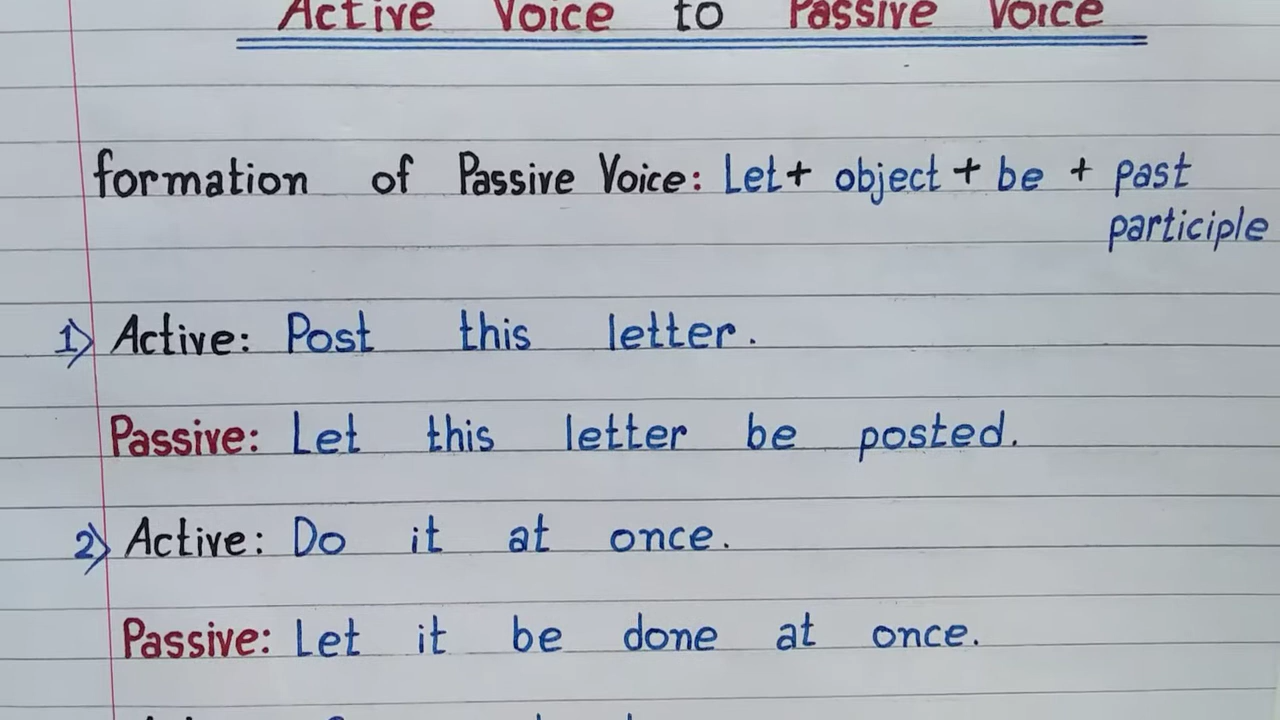 Active Voice to Passive Voice
formation of Passive Voice: Let + object + be + past
participle
1) Active: Post this letter.
Passive: Let this letter be posted.
2) Active: Do it at once.
Passive: Let it be done at once.